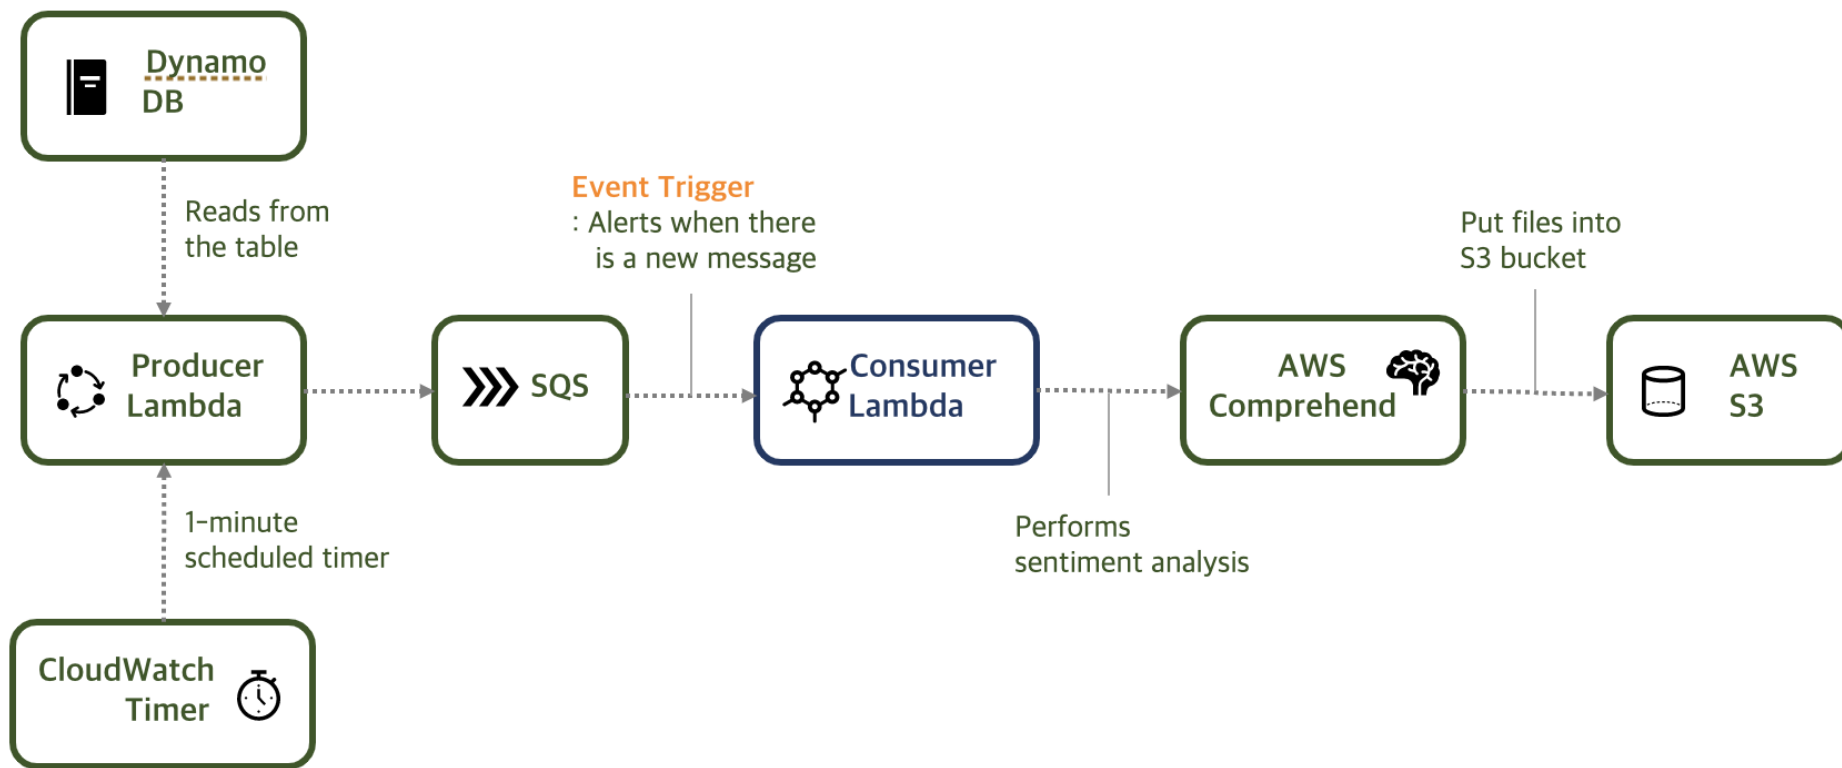 Dynamo
DB
Reads from
the table
Event Trigger
: Alerts when there
is a new message
Put files into
S3 bucket
Producer
Lambda
SQS
Consumer
Lambda
AWS
Comprehend
AWS
S3
1-minute
scheduled timer
Performs
sentiment analysis
CloudWatch
Timer